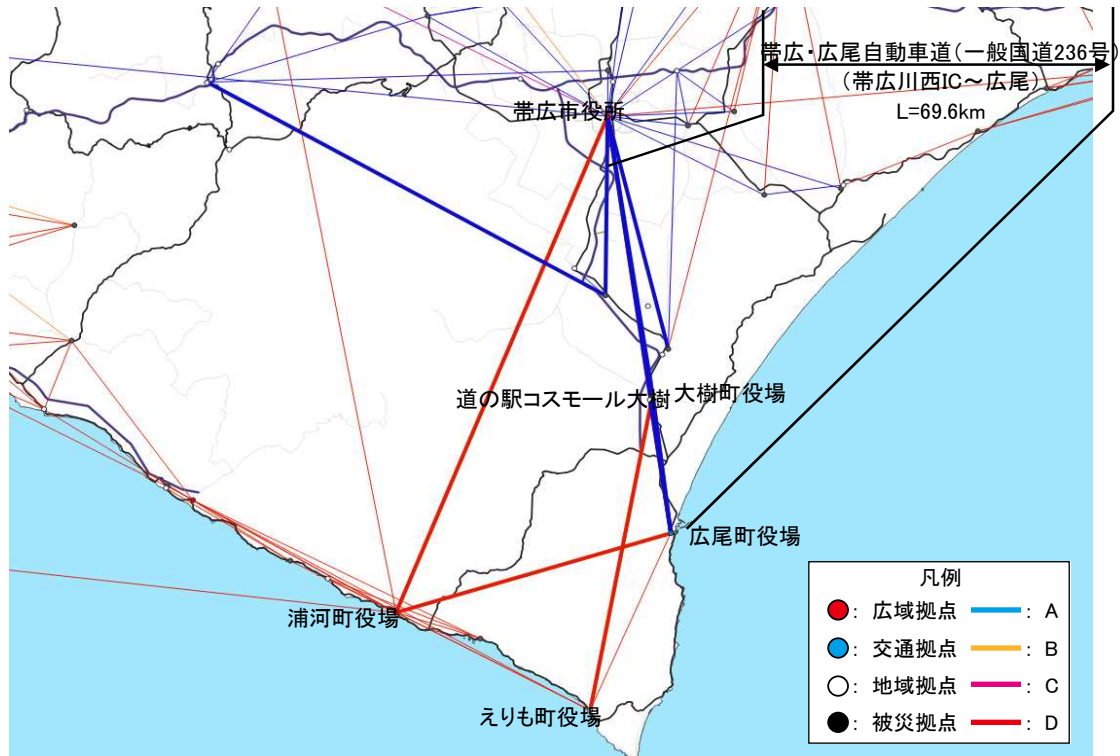 帯広・広尾自動車道(一般国道236号)
(帯広川西IC～広尾)
L=69.6km
帯広市役所
道の駅コスモール大樹
大樹町役場
広尾町役場
浦河町役場
えりも町役場
凡例
: 広域拠点 : A
: 交通拠点 : B
: 地域拠点 : C
: 被災拠点 : D